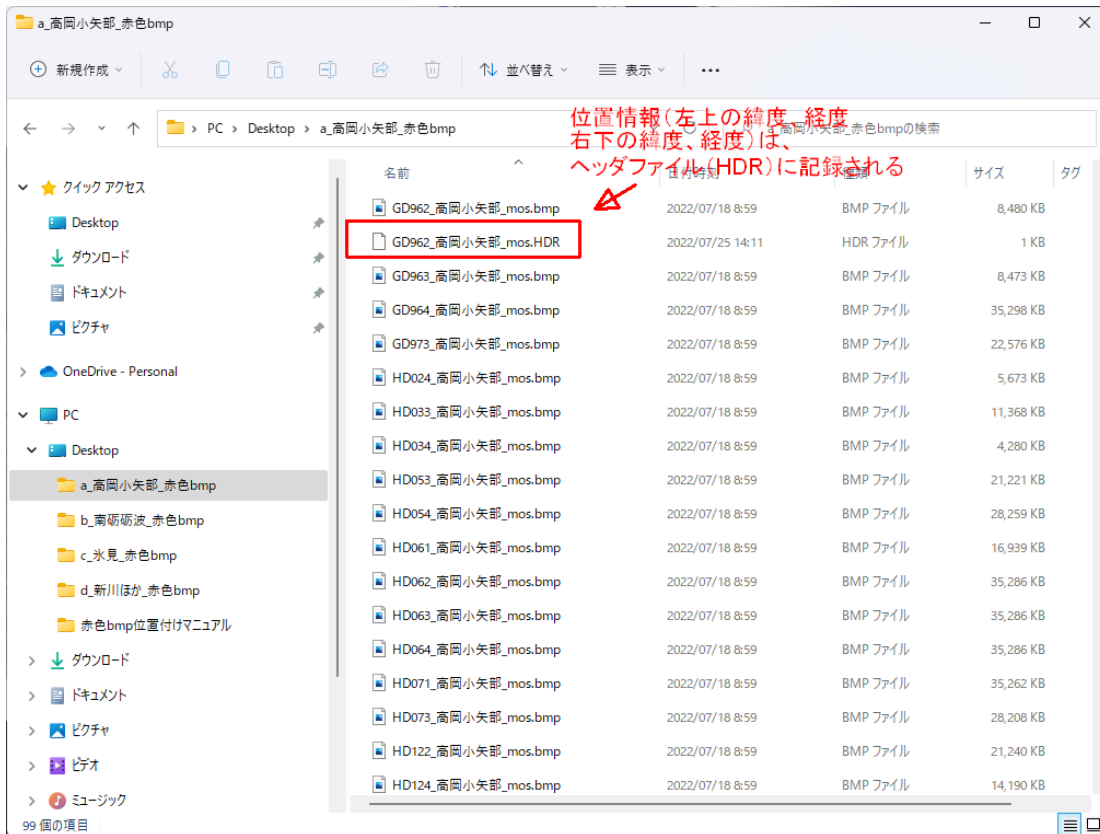 a_高岡小矢部_赤色bmp
新規作成
並べ替え
表示
位置情報(左上の緯度、経度
右下の緯度、経度)は、
ヘッダファイル(HDR)に記録される
PC > Desktop > a_高岡小矢部_赤色bmp
a_高岡小矢部_赤色bmpの検索
クイック アクセス
Desktop
ダウンロード
ドキュメント
ピクチャ
OneDrive - Personal
PC
Desktop
a_高岡小矢部_赤色bmp
b_南砺砺波_赤色bmp
c_氷見_赤色bmp
d_新川ほか_赤色bmp
赤色bmp位置付けマニュアル
ダウンロード
ドキュメント
ピクチャ
ビデオ
ミュージック
名前 日付時刻 種類 サイズ タグ
GD962_高岡小矢部_mos.bmp 2022/07/18 8:59 BMP ファイル 8,480 KB
GD962_高岡小矢部_mos.HDR 2022/07/25 14:11 HDR ファイル 1 KB
GD963_高岡小矢部_mos.bmp 2022/07/18 8:59 BMP ファイル 8,473 KB
GD964_高岡小矢部_mos.bmp 2022/07/18 8:59 BMP ファイル 35,298 KB
GD973_高岡小矢部_mos.bmp 2022/07/18 8:59 BMP ファイル 22,576 KB
HD024_高岡小矢部_mos.bmp 2022/07/18 8:59 BMP ファイル 5,673 KB
HD033_高岡小矢部_mos.bmp 2022/07/18 8:59 BMP ファイル 11,368 KB
HD034_高岡小矢部_mos.bmp 2022/07/18 8:59 BMP ファイル 4,280 KB
HD053_高岡小矢部_mos.bmp 2022/07/18 8:59 BMP ファイル 21,221 KB
HD054_高岡小矢部_mos.bmp 2022/07/18 8:59 BMP ファイル 28,259 KB
HD061_高岡小矢部_mos.bmp 2022/07/18 8:59 BMP ファイル 16,939 KB
HD062_高岡小矢部_mos.bmp 2022/07/18 8:59 BMP ファイル 35,286 KB
HD063_高岡小矢部_mos.bmp 2022/07/18 8:59 BMP ファイル 35,286 KB
HD064_高岡小矢部_mos.bmp 2022/07/18 8:59 BMP ファイル 35,286 KB
HD071_高岡小矢部_mos.bmp 2022/07/18 8:59 BMP ファイル 35,262 KB
HD073_高岡小矢部_mos.bmp 2022/07/18 8:59 BMP ファイル 28,208 KB
HD122_高岡小矢部_mos.bmp 2022/07/18 8:59 BMP ファイル 21,240 KB
HD124_高岡小矢部_mos.bmp 2022/07/18 8:59 BMP ファイル 14,190 KB
99 個の項目